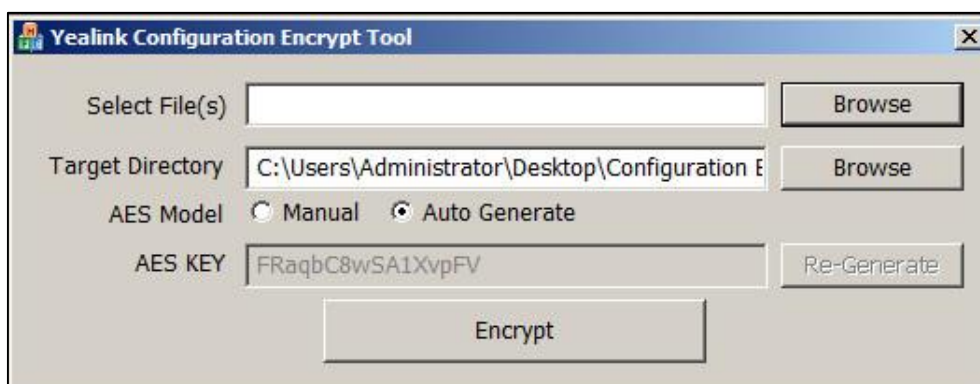 Yealink Configuration Encrypt Tool
Select File(s) Browse
Target Directory C:\Users\Administrator\Desktop\Configuration E Browse
AES Model Manual Auto Generate
AES KEY FRaqbC8wSA1XvpFV Re-Generate
Encrypt